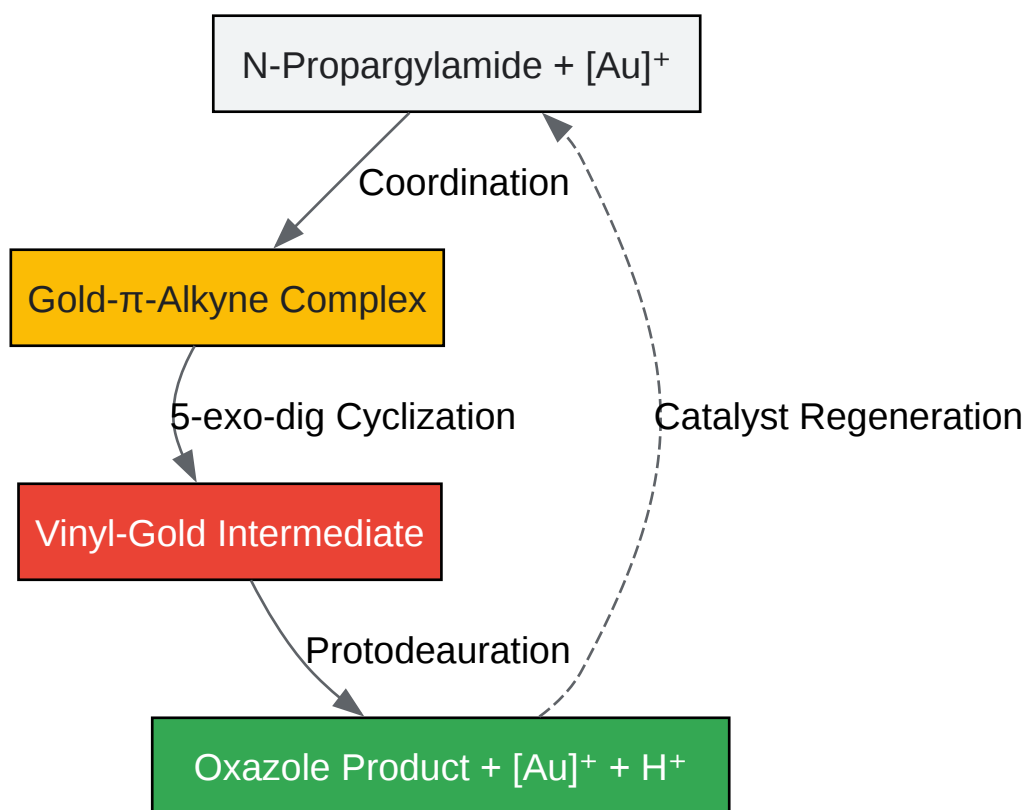 N-Propargylamide + [Au]⁺
Coordination
Gold-π-Alkyne Complex
5-exo-dig Cyclization
Catalyst Regeneration
Vinyl-Gold Intermediate
Protodeauration
Oxazole Product + [Au]⁺ + H⁺